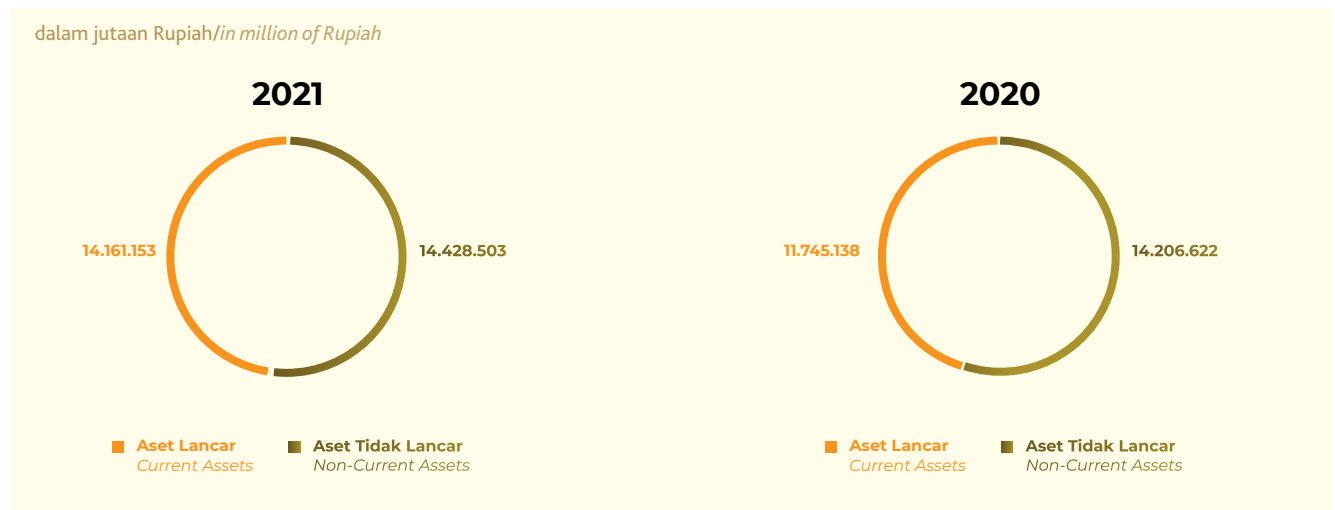 dalam jutaan Rupiah/in million of Rupiah
2021
14.161.153
14.428.503
Aset Lancar
Current Assets
Aset Tidak Lancar
Non-Current Assets
2020
11.745.138
14.206.622
Aset Lancar
Current Assets
Aset Tidak Lancar
Non-Current Assets